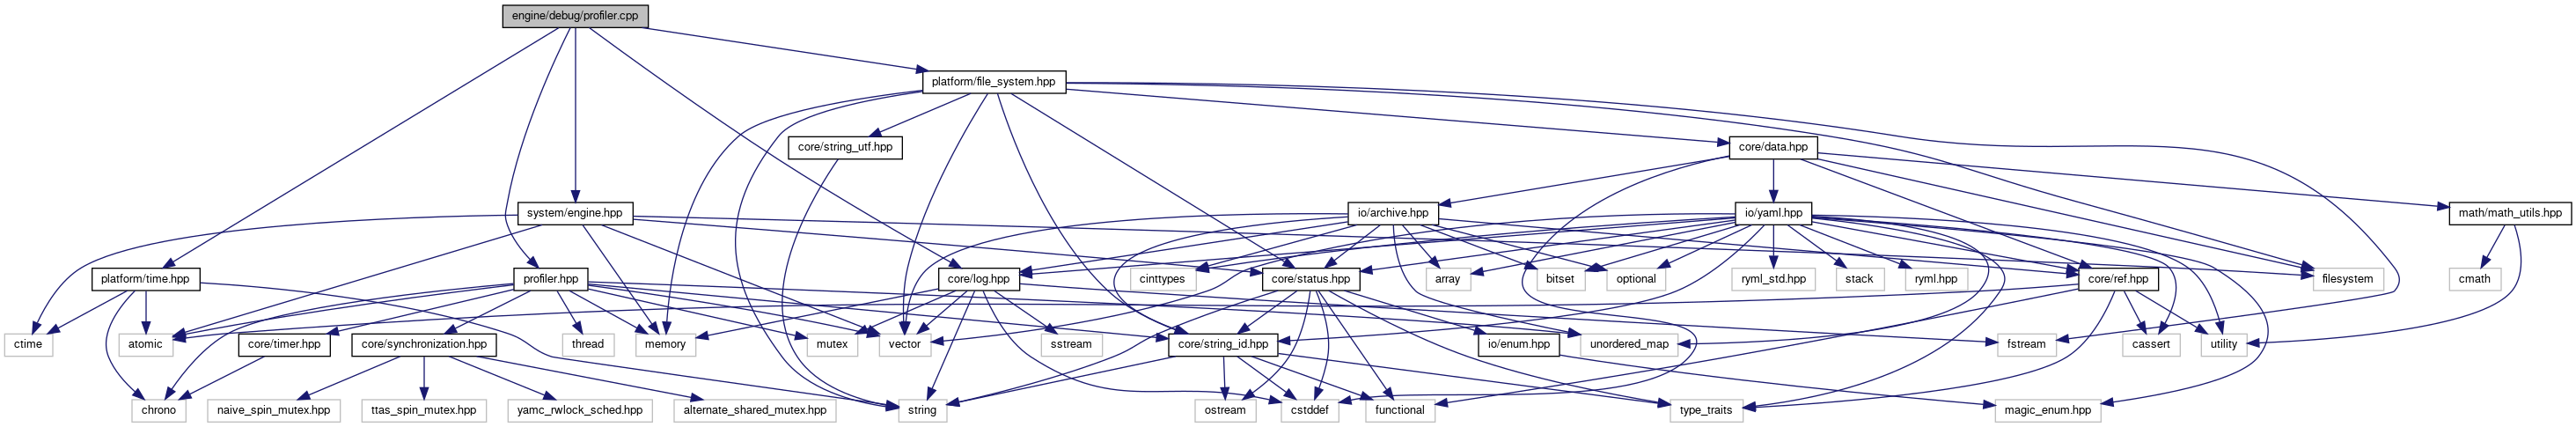 engine/debug/profiler.cpp
platform/file_system.hpp
core/string_utf.hpp
core/data.hpp
system/engine.hpp
io/archive.hpp
io/yaml.hpp
math/math_utils.hpp
platform/time.hpp
profiler.hpp
core/log.hpp
cinttypes
core/status.hpp
array
bitset
optional
ryml_std.hpp
stack
ryml.hpp
core/ref.hpp
filesystem
cmath
ctime
atomic
core/timer.hpp
core/synchronization.hpp
thread
memory
mutex
vector
sstream
core/string_id.hpp
io/enum.hpp
unordered_map
fstream
cassert
utility
chrono
naive_spin_mutex.hpp
ttas_spin_mutex.hpp
yamc_rwlock_sched.hpp
alternate_shared_mutex.hpp
string
ostream
cstddef
functional
type_traits
magic_enum.hpp